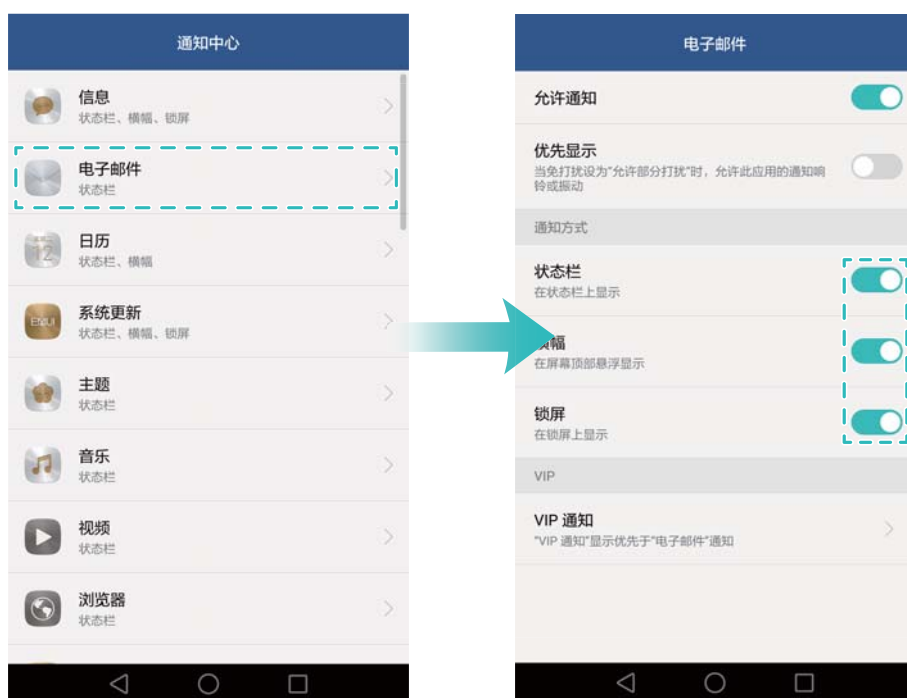 通知中心
信息
状态栏、横幅、锁屏
电子邮件
状态栏
12
日历
状态栏、横幅
EMUI
系统更新
状态栏、横幅、锁屏
主题
状态栏
音乐
状态栏
视频
状态栏
浏览器
状态栏
电子邮件
允许通知
优先显示
当免打扰设为"允许部分打扰"时，允许此应用的通知响
铃或振动
通知方式
状态栏
在状态栏上显示
横幅
在屏幕顶部悬浮显示
锁屏
在锁屏上显示
VIP
VIP 通知
"VIP 通知"显示优先于"电子邮件"通知